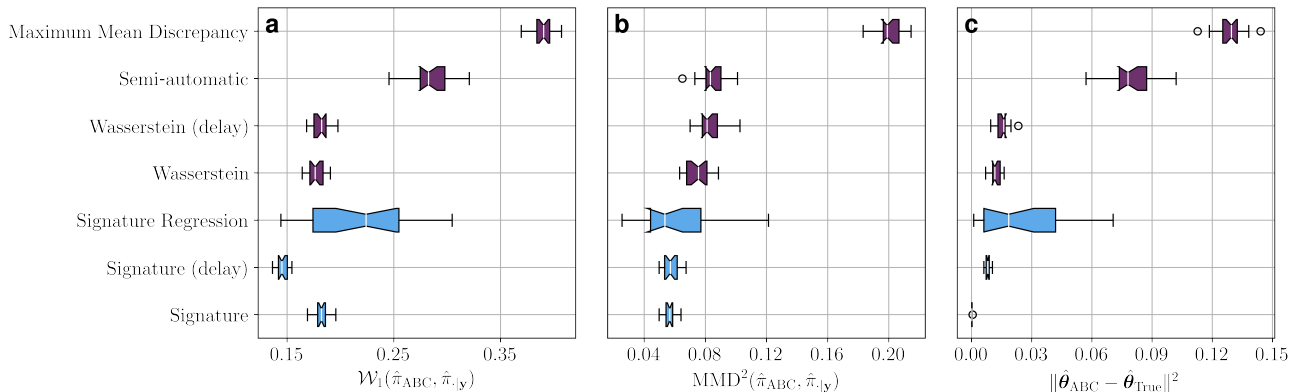 a
b
c
Maximum Mean Discrepancy
Semi-automatic
Wasserstein (delay)
Wasserstein
Signature Regression
Signature (delay)
Signature
0.15 0.25 0.35
0.04 0.08 0.12 0.16 0.20
0.00 0.03 0.06 0.09 0.12 0.15
𝒲₁(π̂_ABC, π̂_·|𝐲)
MMD²(π̂_ABC, π̂_·|𝐲)
‖𝛉̂_ABC − 𝛉̂_True‖²